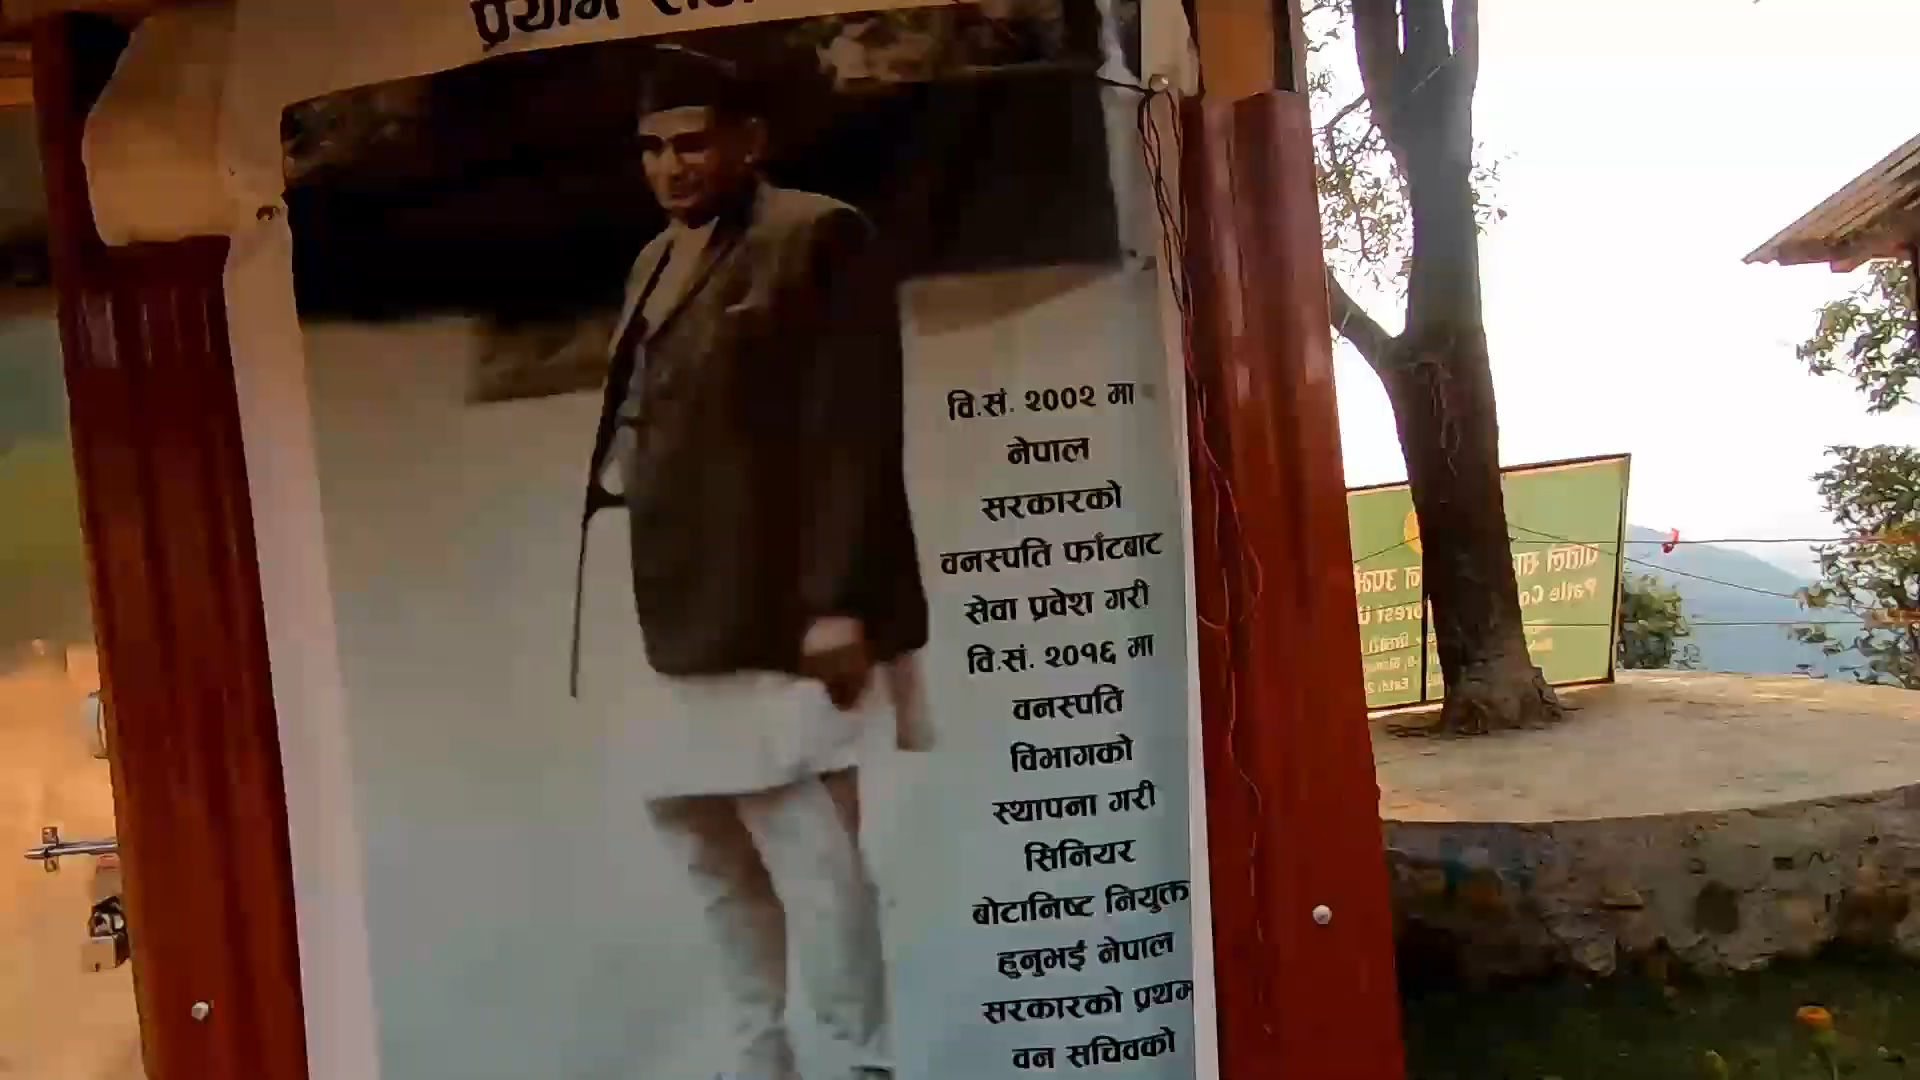 वि.सं. २००२ मा
नेपाल
सरकारको
वनस्पति फाँटबाट
सेवा प्रवेश गरी
वि.सं. २०१६ मा
वनस्पति
विभागको
स्थापना गरी
सिनियर
बोटानिष्ट नियुक्त
हुनुभई नेपाल
सरकारको प्रथम
वन सचिवको